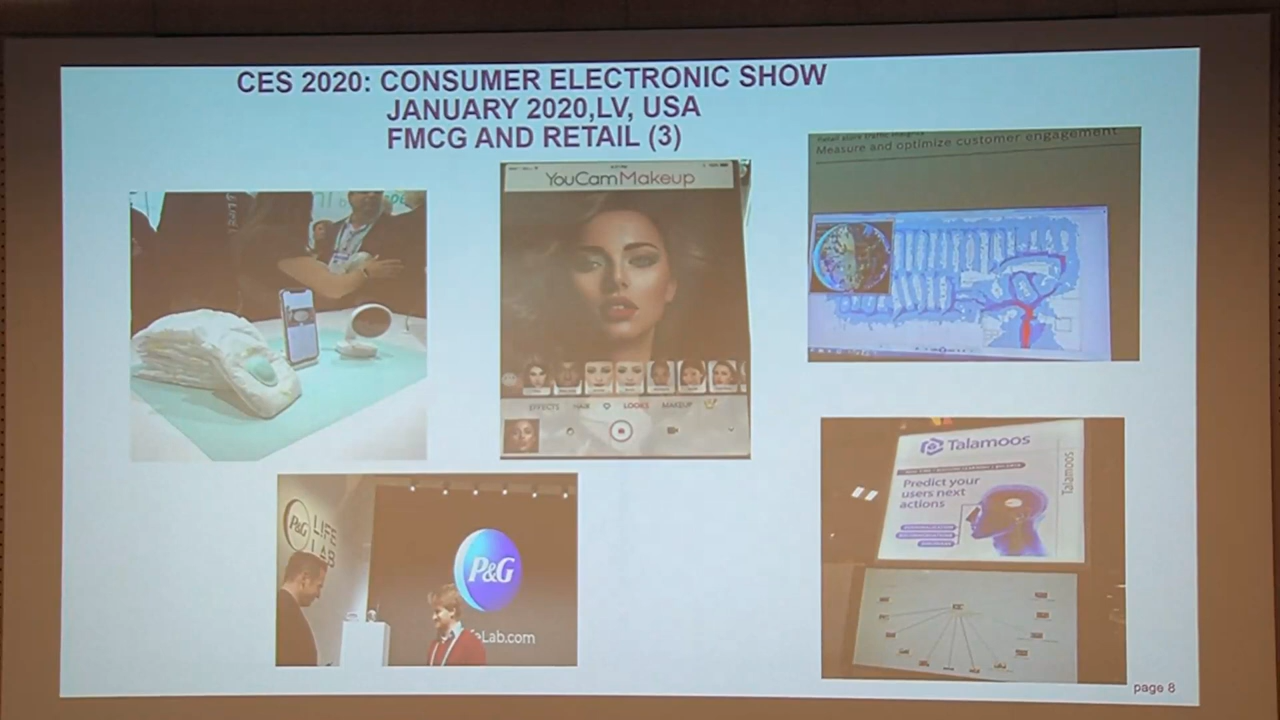 CES 2020: CONSUMER ELECTRONIC SHOW
JANUARY 2020,LV, USA
FMCG AND RETAIL (3)
Measure and optimize customer engagement
YouCam Makeup
EFFECTS HAIR LOOKS MAKEUP
P&G
LIFE
LAB
P&G
eLab.com
Talamoos
Predict your
users next
actions
Talamoos
page 8